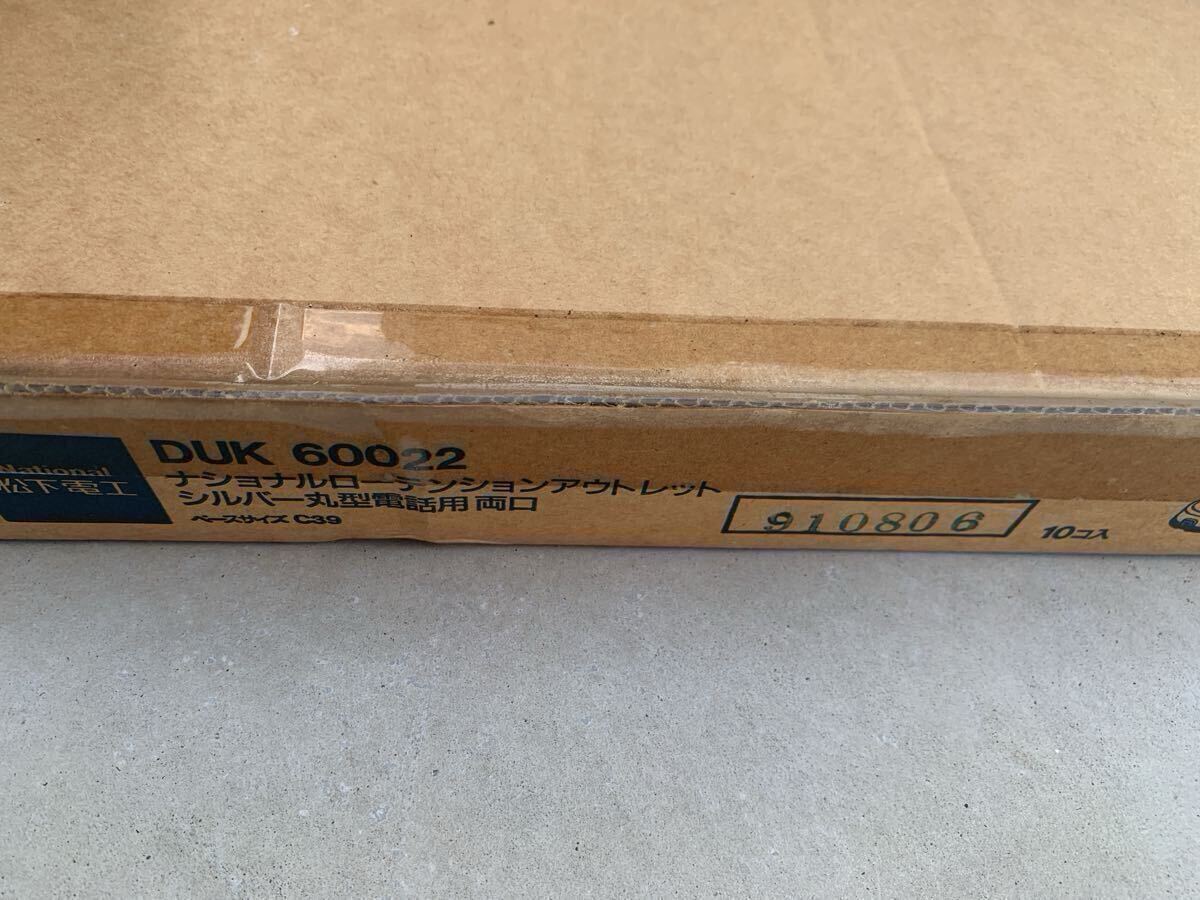 National
松下電工
DUK 60022
ナショナルローテンションアウトレット
シルバー丸型電話用 両口
ベースサイズ C39
910806
10コ入